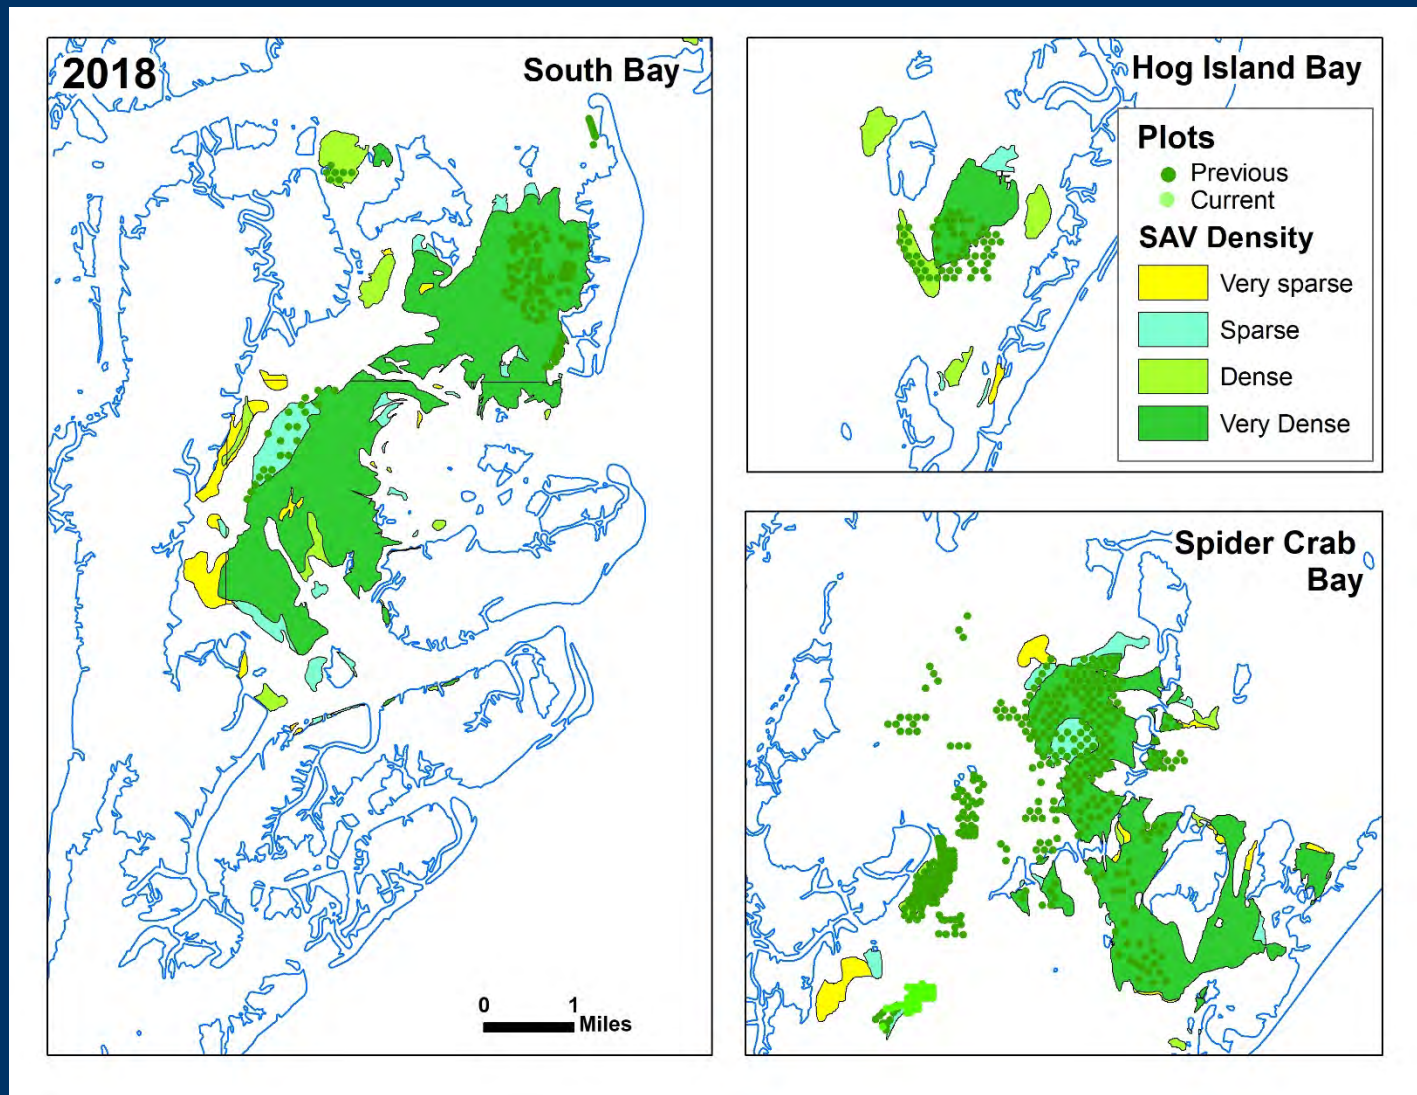 2018
South Bay
0 1
Miles
Hog Island Bay
Plots
Previous
Current
SAV Density
Very sparse
Sparse
Dense
Very Dense
Spider Crab
Bay